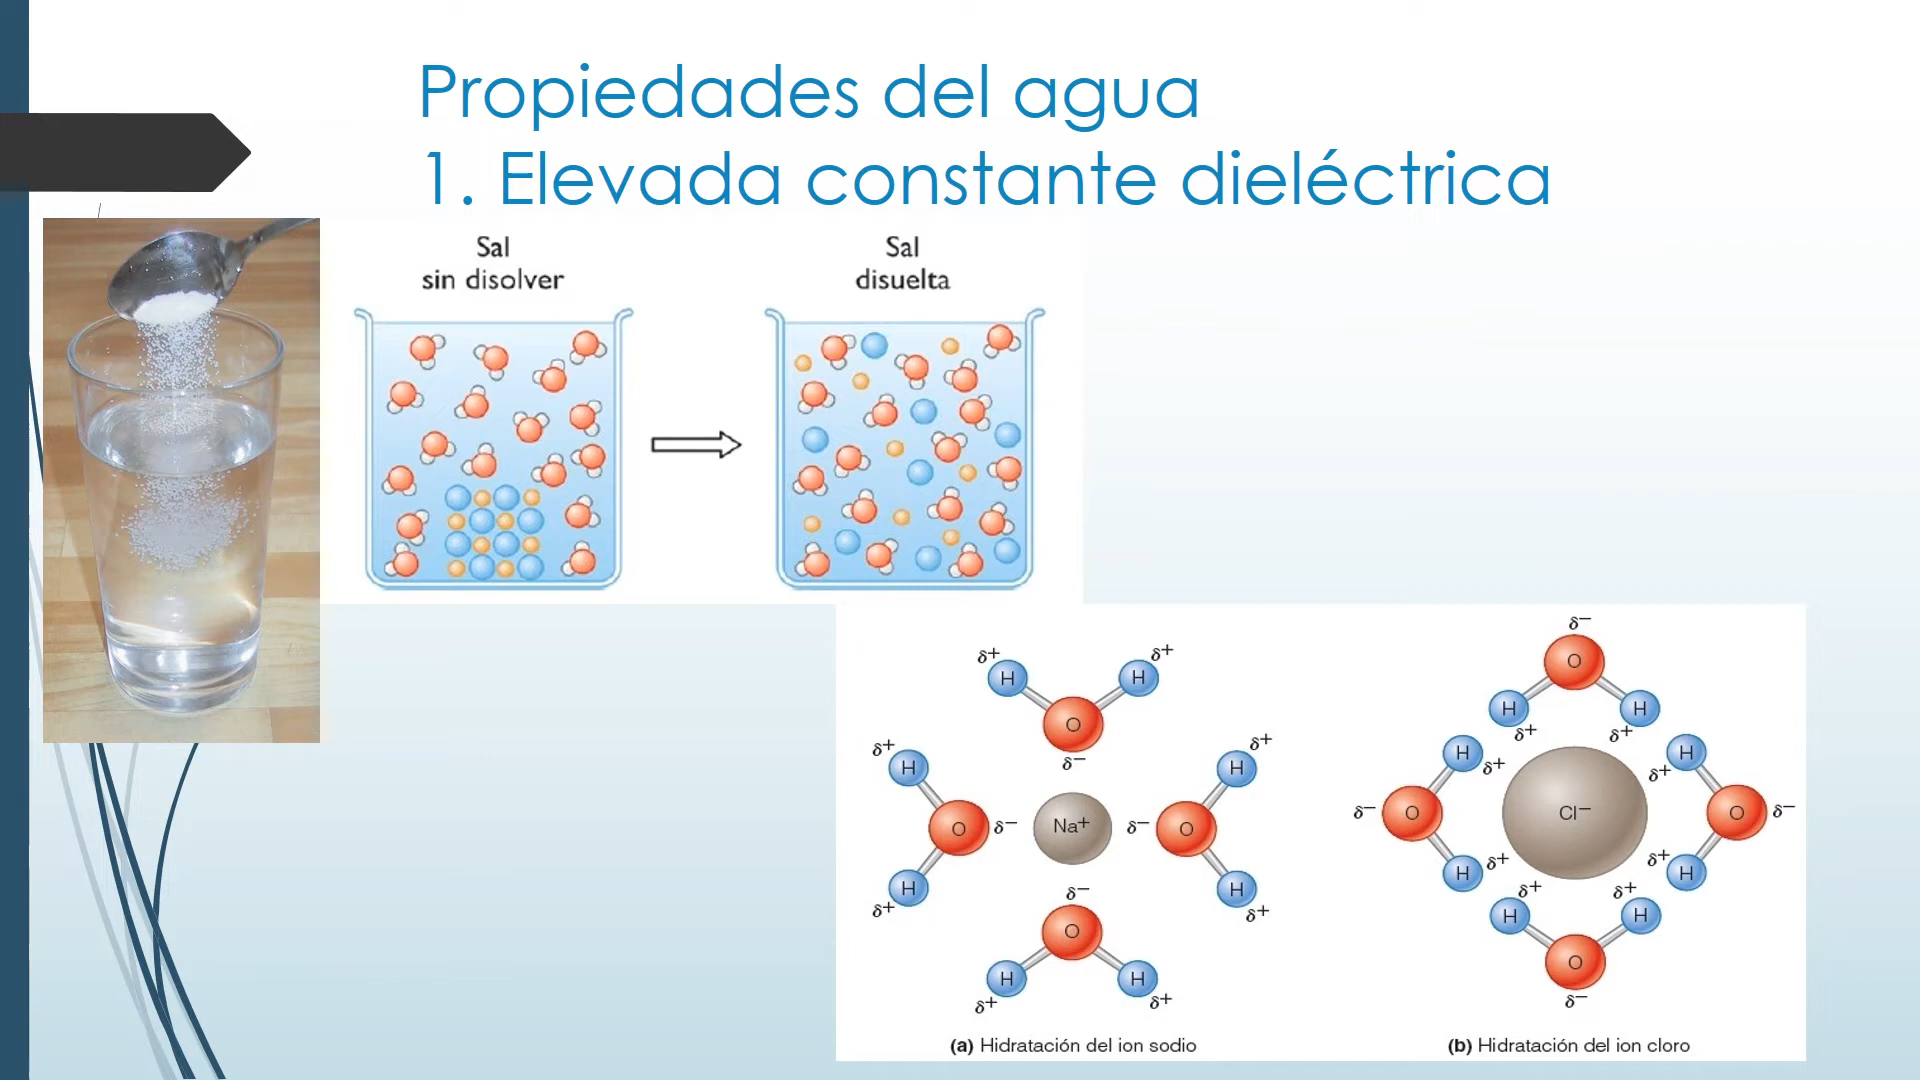 Propiedades del agua
1. Elevada constante dieléctrica
Sal
sin disolver
Sal
disuelta
δ+ H H δ+
O
δ−
δ+ H H δ+
O δ− Na+ δ− O
H H
δ+ δ+
δ−
O
H H
δ+ δ+
(a) Hidratación del ion sodio
δ−
O
H H
δ+ δ+
H δ+ δ+ H
δ− O Cl− O δ−
H δ+ δ+ H
δ+ δ+
H H
O
δ−
(b) Hidratación del ion cloro